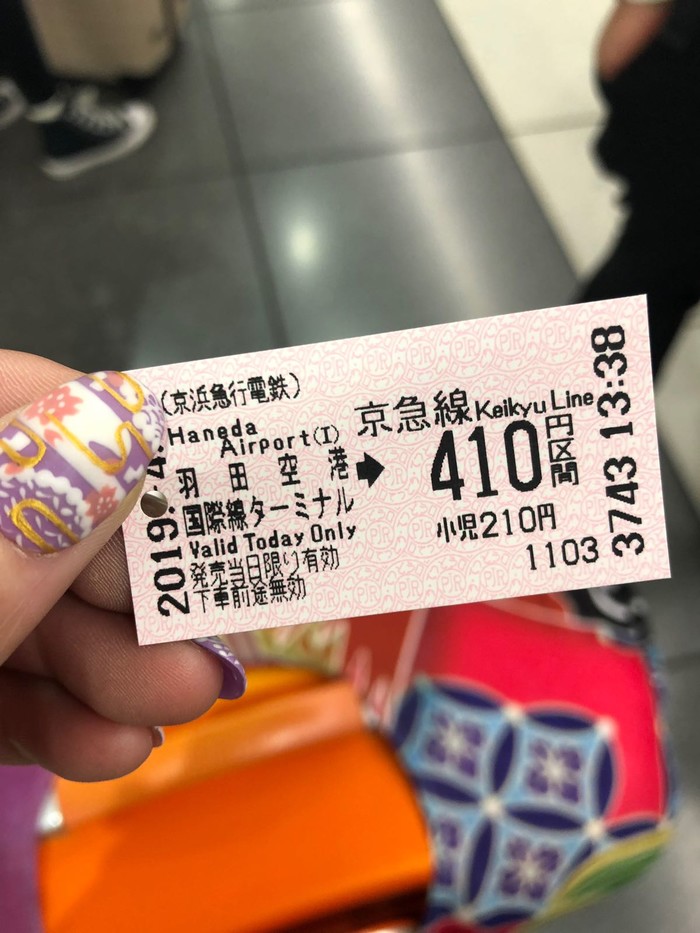 (京浜急行電鉄)
Haneda
Airport(I)
羽田空港
国際線ターミナル
Valid Today Only
発売当日限り有効
下車前途無効
京急線 Keikyu Line
410円区間
小児210円
1103
2019.
3743 13:38